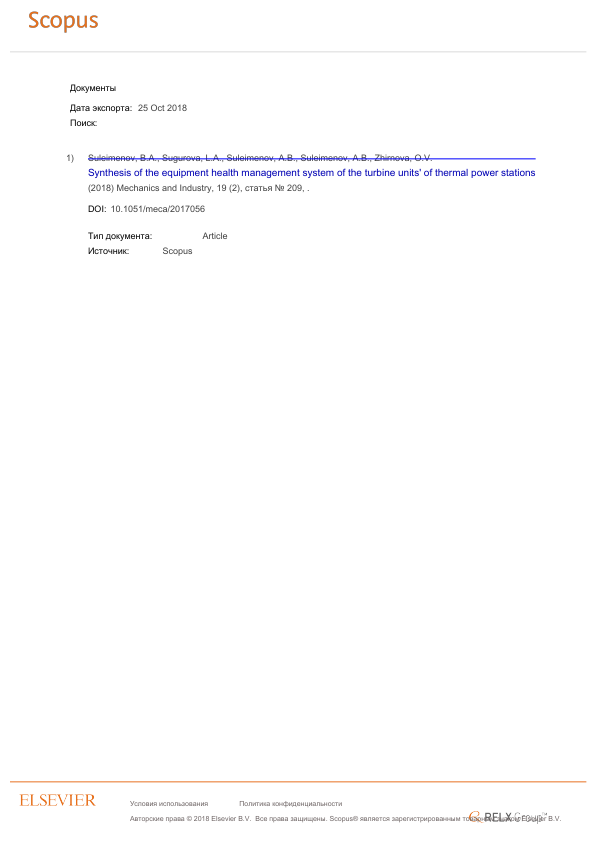 Scopus
Документы
Дата экспорта: 25 Oct 2018
Поиск:
1) Suleimenov, B.A., Sugurova, L.A., Suleimenov, A.B., Suleimenov, A.B., Zhirnova, O.V.
Synthesis of the equipment health management system of the turbine units' of thermal power stations
(2018) Mechanics and Industry, 19 (2), статья № 209, .
DOI: 10.1051/meca/2017056
Тип документа: Article
Источник: Scopus
ELSEVIER
Условия использования Политика конфиденциальности
Авторские права © 2018 Elsevier B.V. Все права защищены. Scopus® является зарегистрированным B.V.
RELX Group™